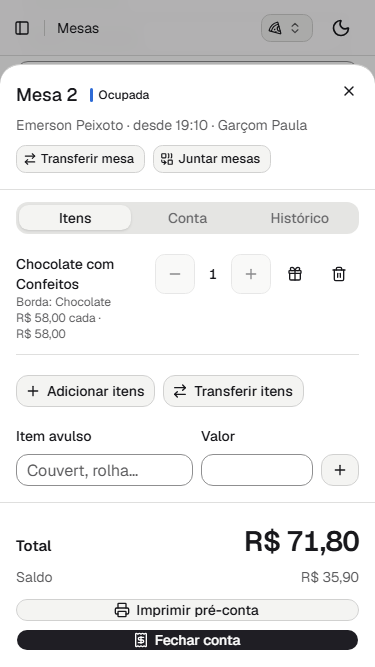 Mesas
Mesa 2
Ocupada
Emerson Peixoto · desde 19:10 · Garçom Paula
Transferir mesa
Juntar mesas
Itens
Conta
Histórico
Chocolate com
Confeitos
Borda: Chocolate
R$ 58,00 cada ·
R$ 58,00
1
Adicionar itens
Transferir itens
Item avulso
Valor
Couvert, rolha...
Total
R$ 71,80
Saldo
R$ 35,90
Imprimir pré-conta
Fechar conta